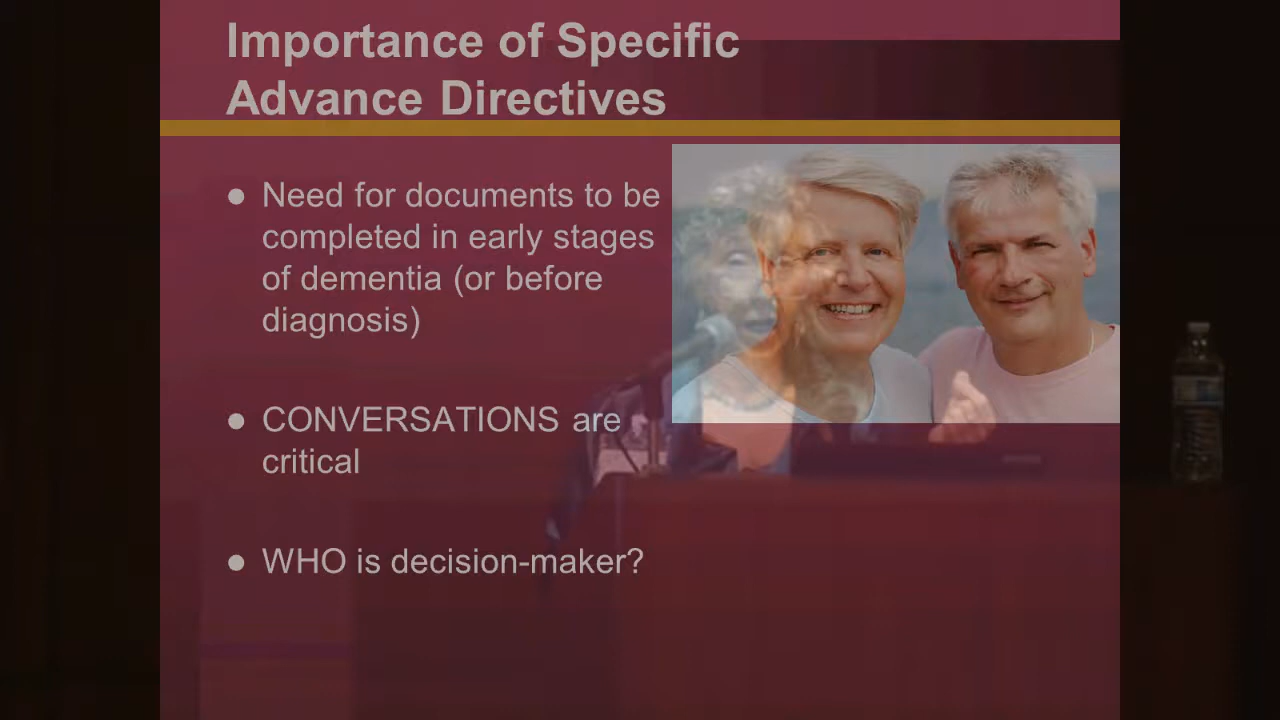 Importance of Specific
Advance Directives
● Need for documents to be
completed in early stages
of dementia (or before
diagnosis)
● CONVERSATIONS are
critical
● WHO is decision-maker?